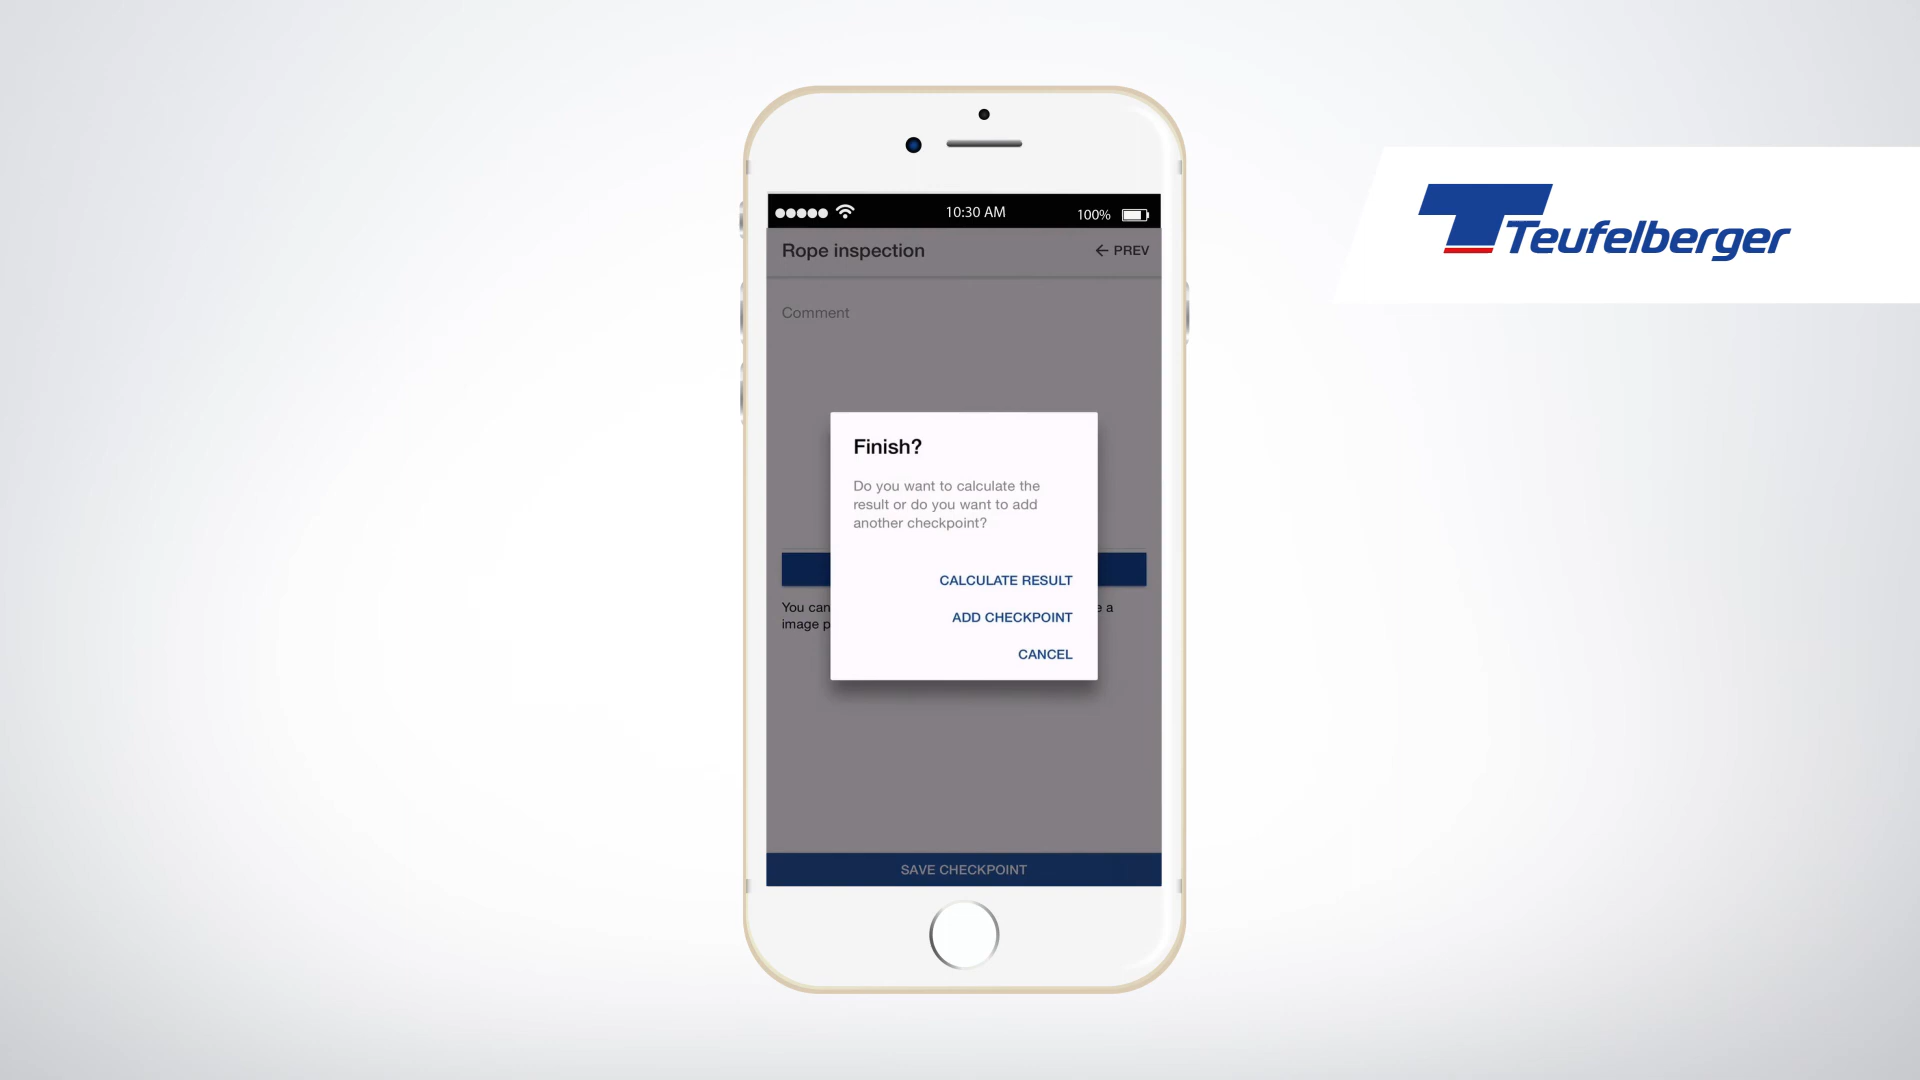 10:30 AM
100%
Rope inspection
← PREV
Teufelberger
Comment
Finish?
Do you want to calculate the
result or do you want to add
another checkpoint?
CALCULATE RESULT
You can
a
image
ADD CHECKPOINT
CANCEL
SAVE CHECKPOINT